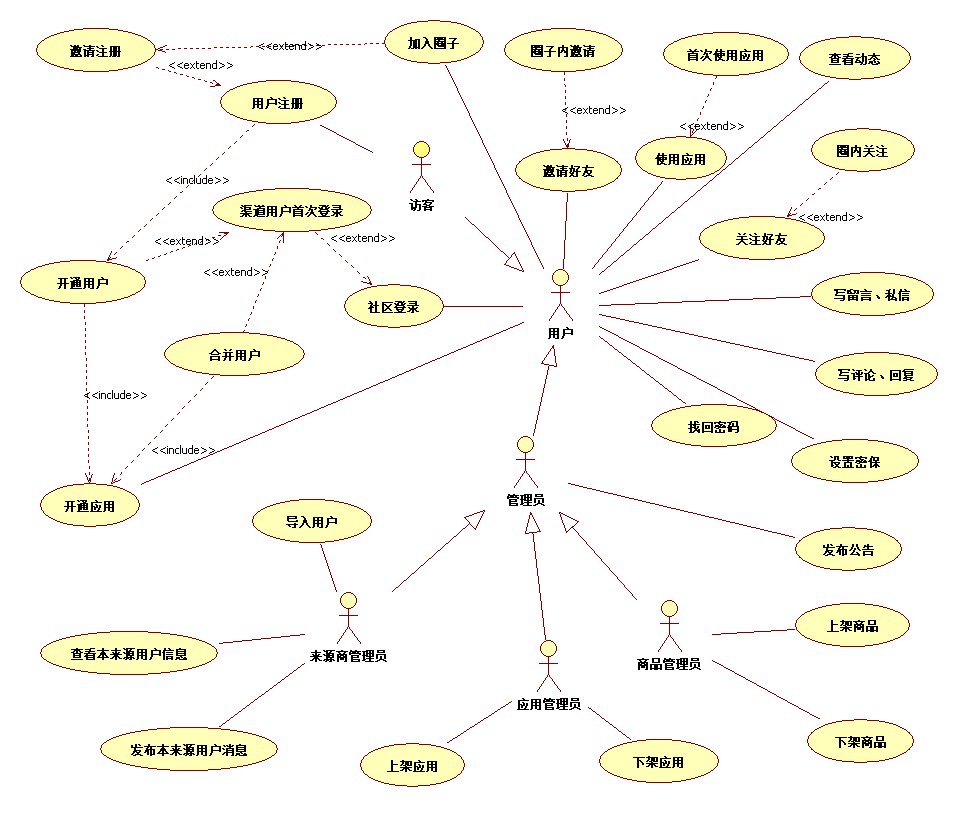 邀请注册
<<extend>>
加入圈子
圈子内邀请
首次使用应用
查看动态
<<extend>>
用户注册
<<extend>>
<<extend>>
邀请好友
使用应用
圈内关注
<<include>>
访客
渠道用户首次登录
<<extend>>
<<extend>>
<<extend>>
关注好友
<<extend>>
开通用户
社区登录
用户
写留言、私信
合并用户
写评论、回复
<<include>>
找回密码
<<include>>
设置密保
开通应用
管理员
导入用户
发布公告
查看本来源用户信息
来源商管理员
商品管理员
上架商品
应用管理员
发布本来源用户消息
上架应用
下架应用
下架商品